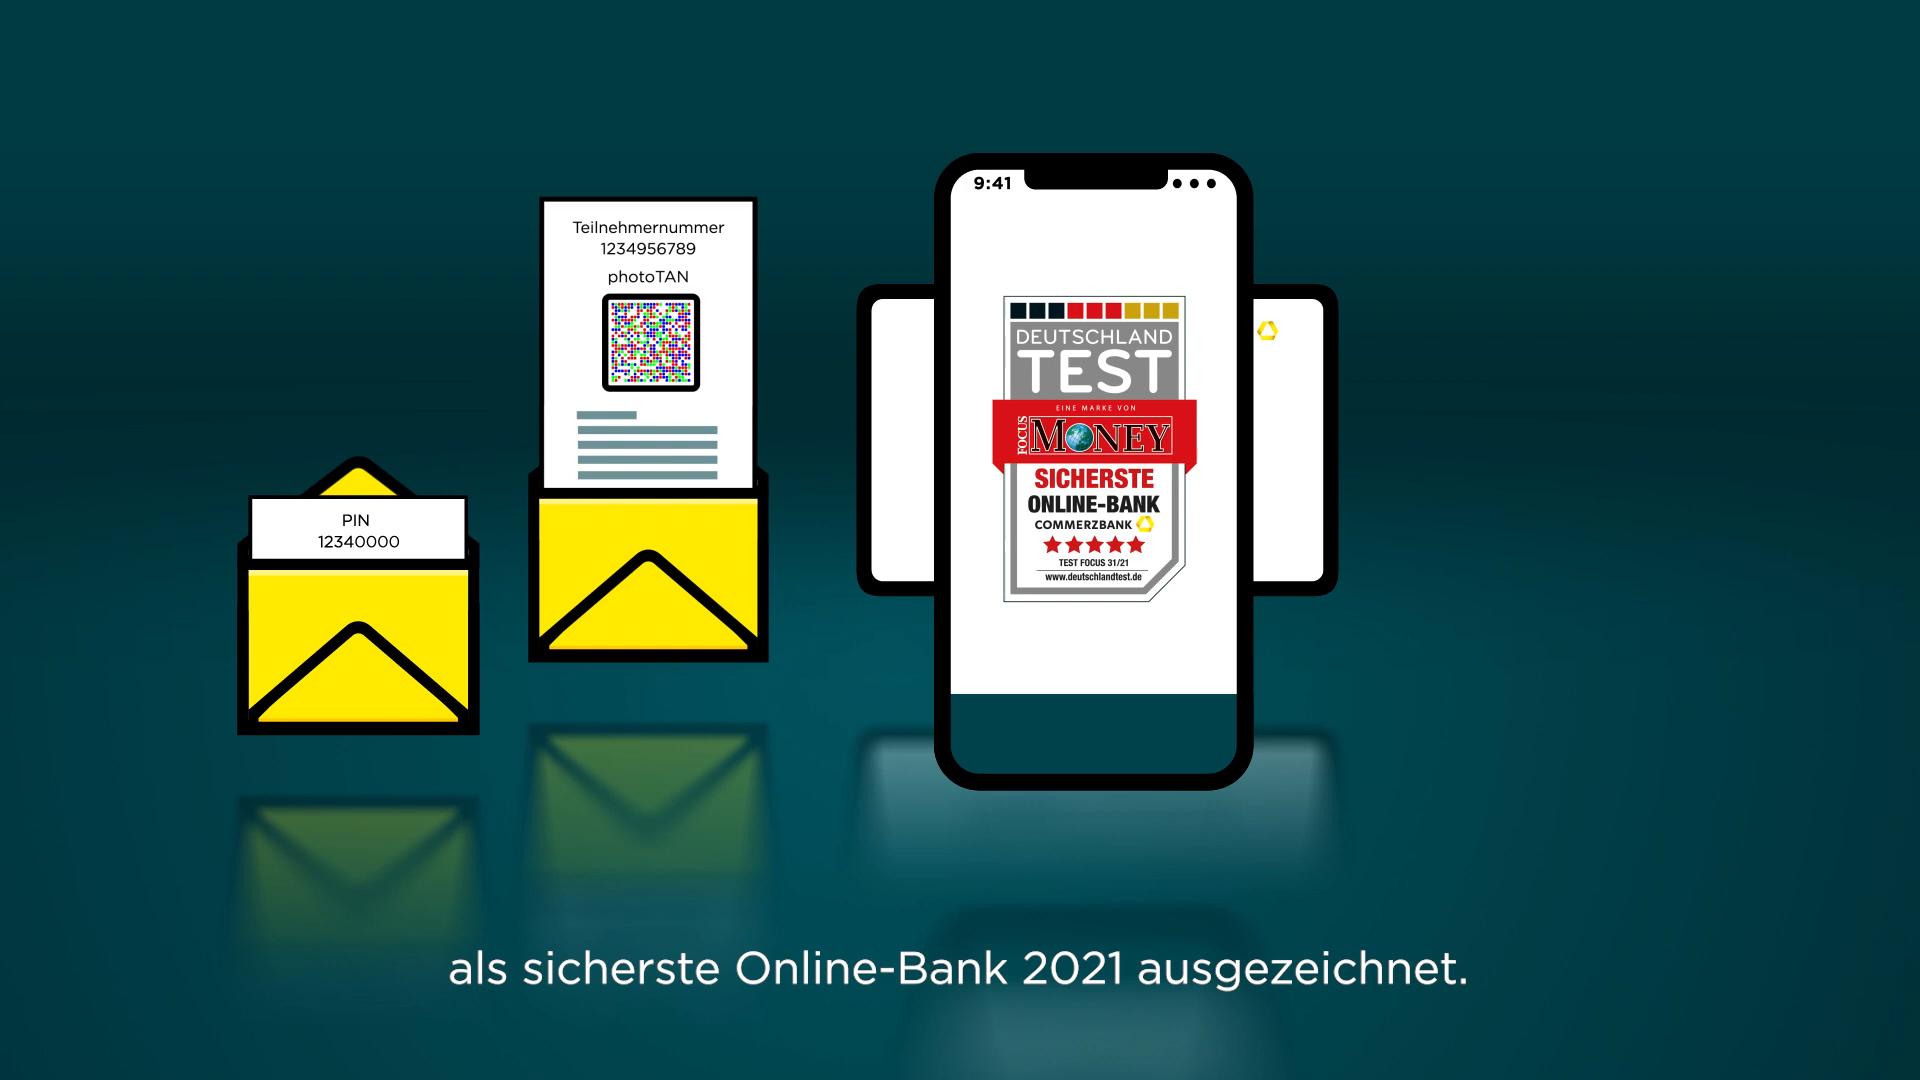 PIN
12340000
Teilnehmernummer
1234956789
photoTAN
9:41
DEUTSCHLAND
TEST
EINE MARKE VON
FOCUS MONEY
SICHERSTE
ONLINE-BANK
COMMERZBANK
TEST FOCUS 31/21
www.deutschlandtest.de
als sicherste Online-Bank 2021 ausgezeichnet.